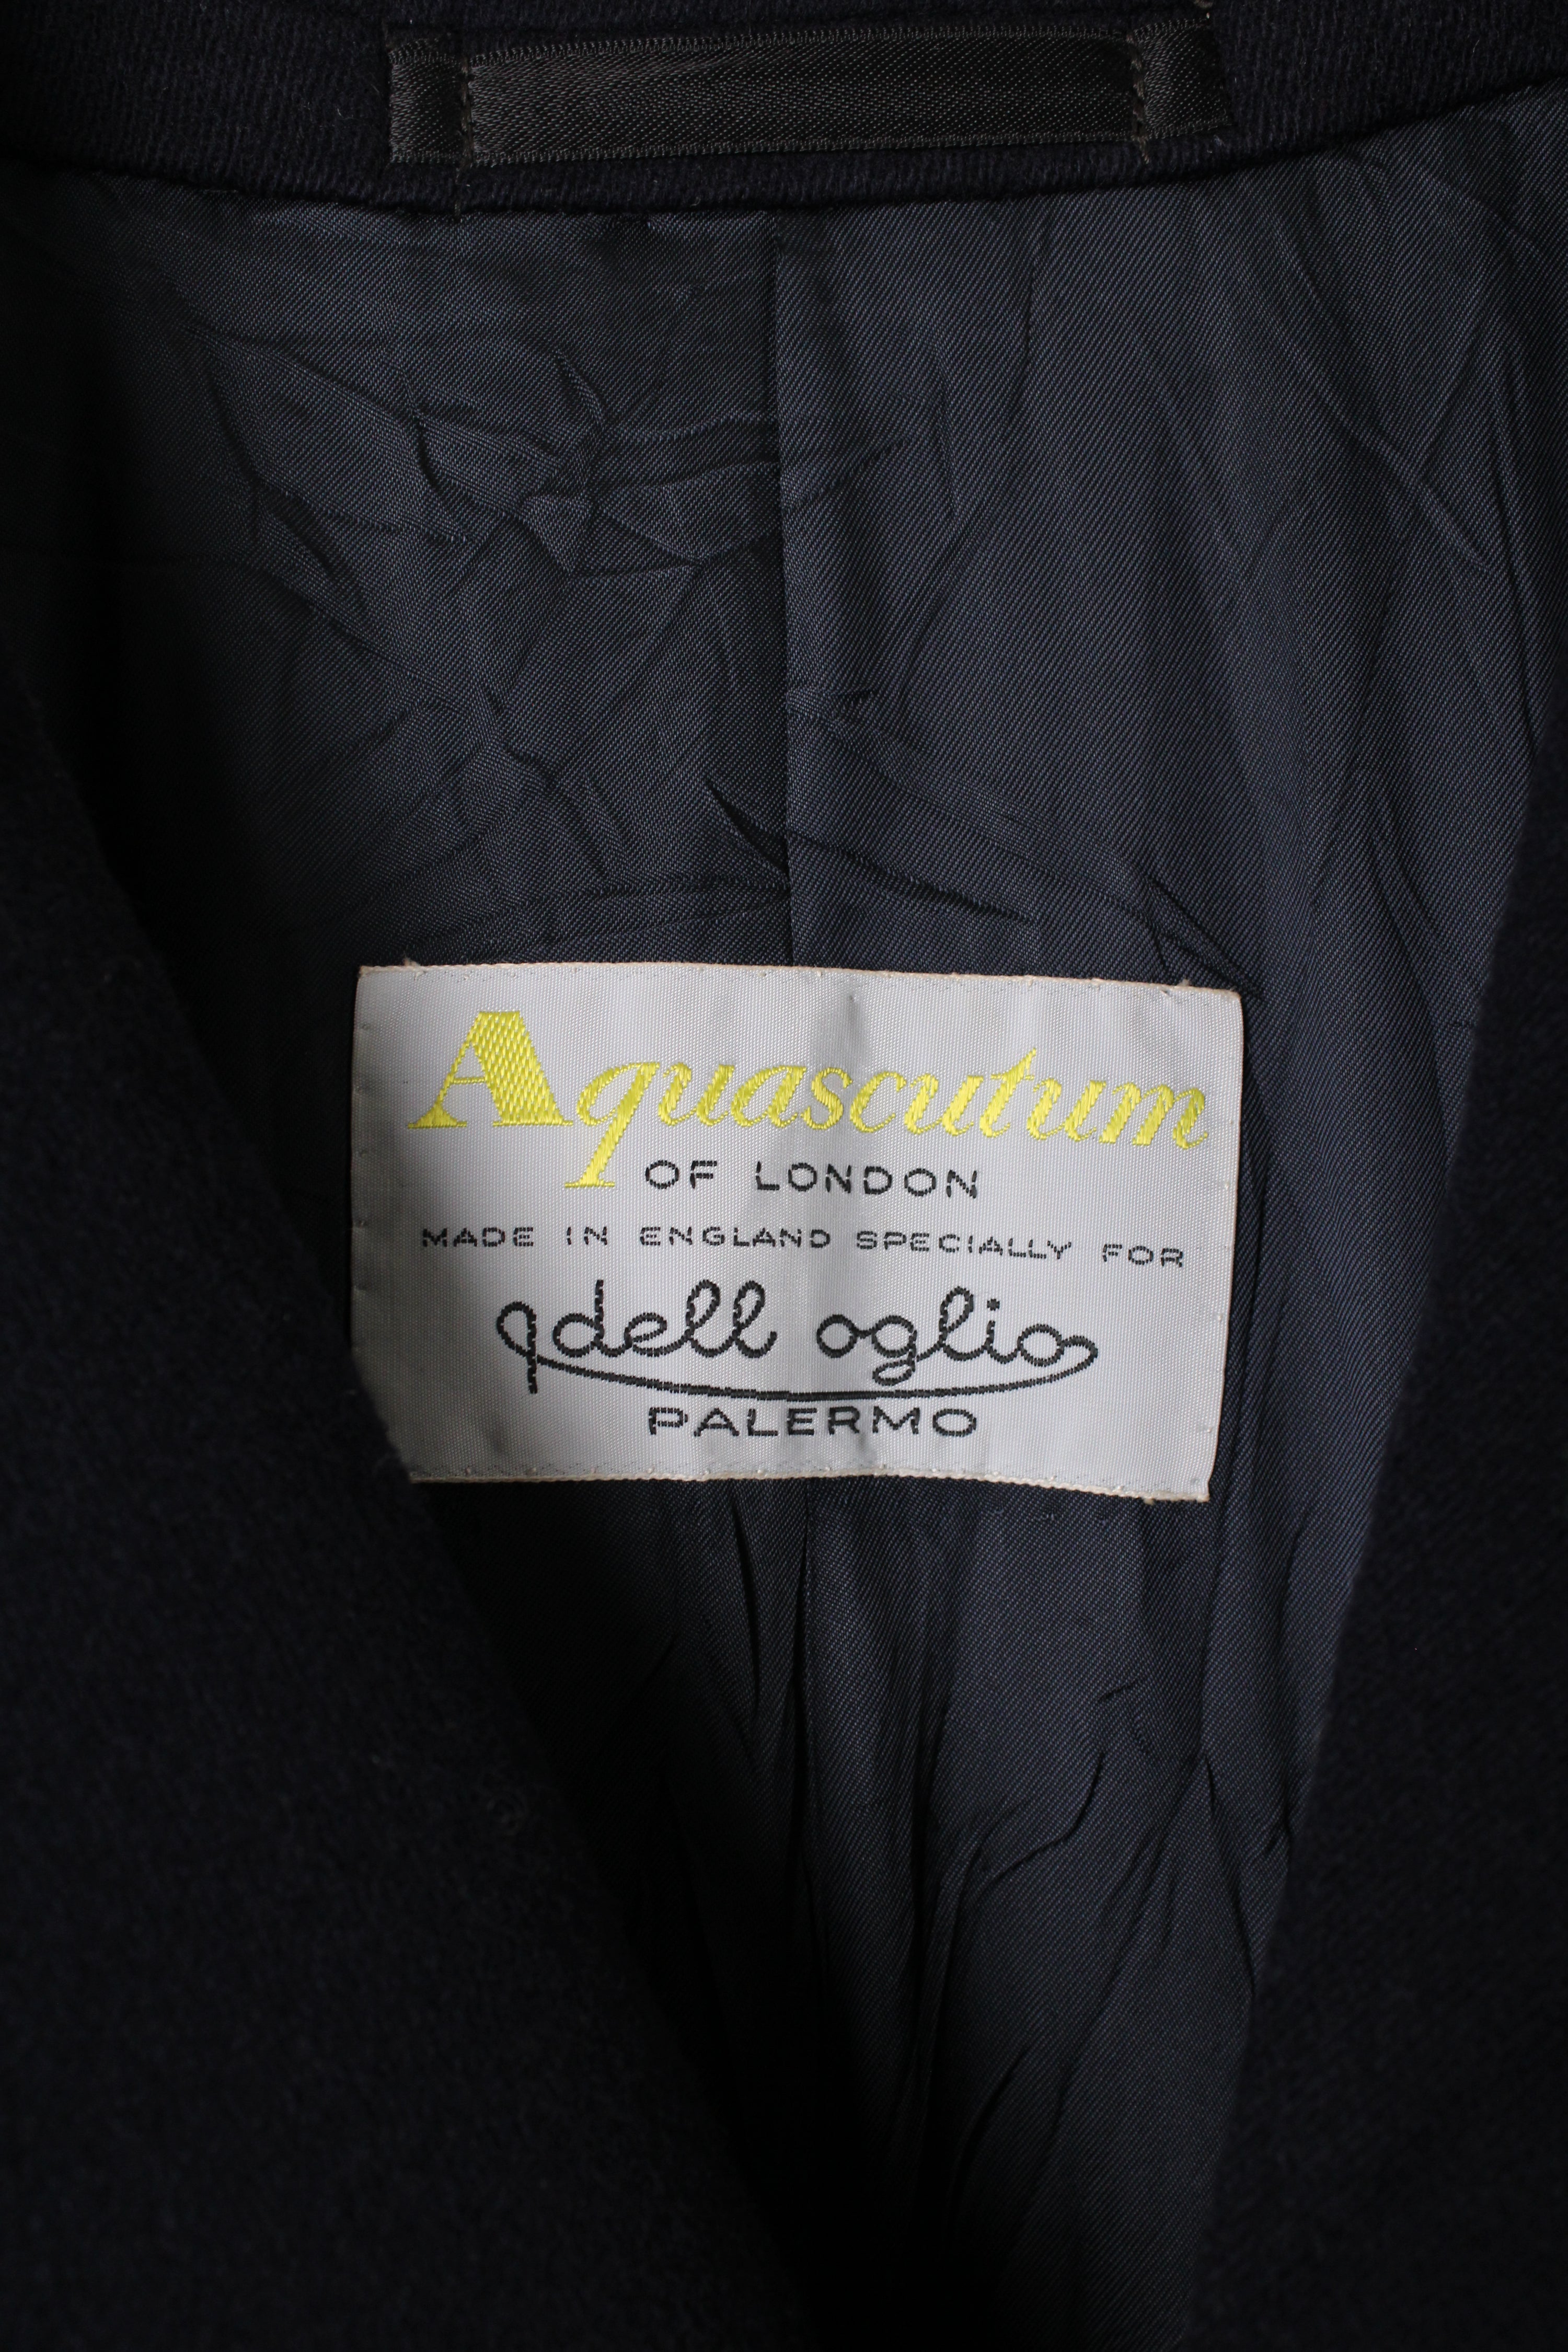 Aquascutum
OF LONDON
MADE IN ENGLAND SPECIALLY FOR
dell oglio
PALERMO